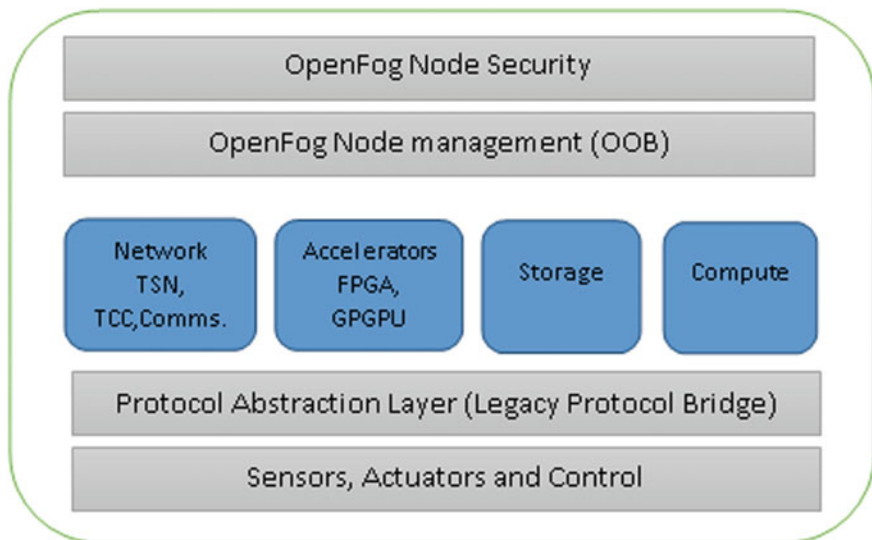 OpenFog Node Security
OpenFog Node management (OOB)
Network
TSN,
TCC,Comms.
Accelerators
FPGA,
GPGPU
Storage
Compute
Protocol Abstraction Layer (Legacy Protocol Bridge)
Sensors, Actuators and Control